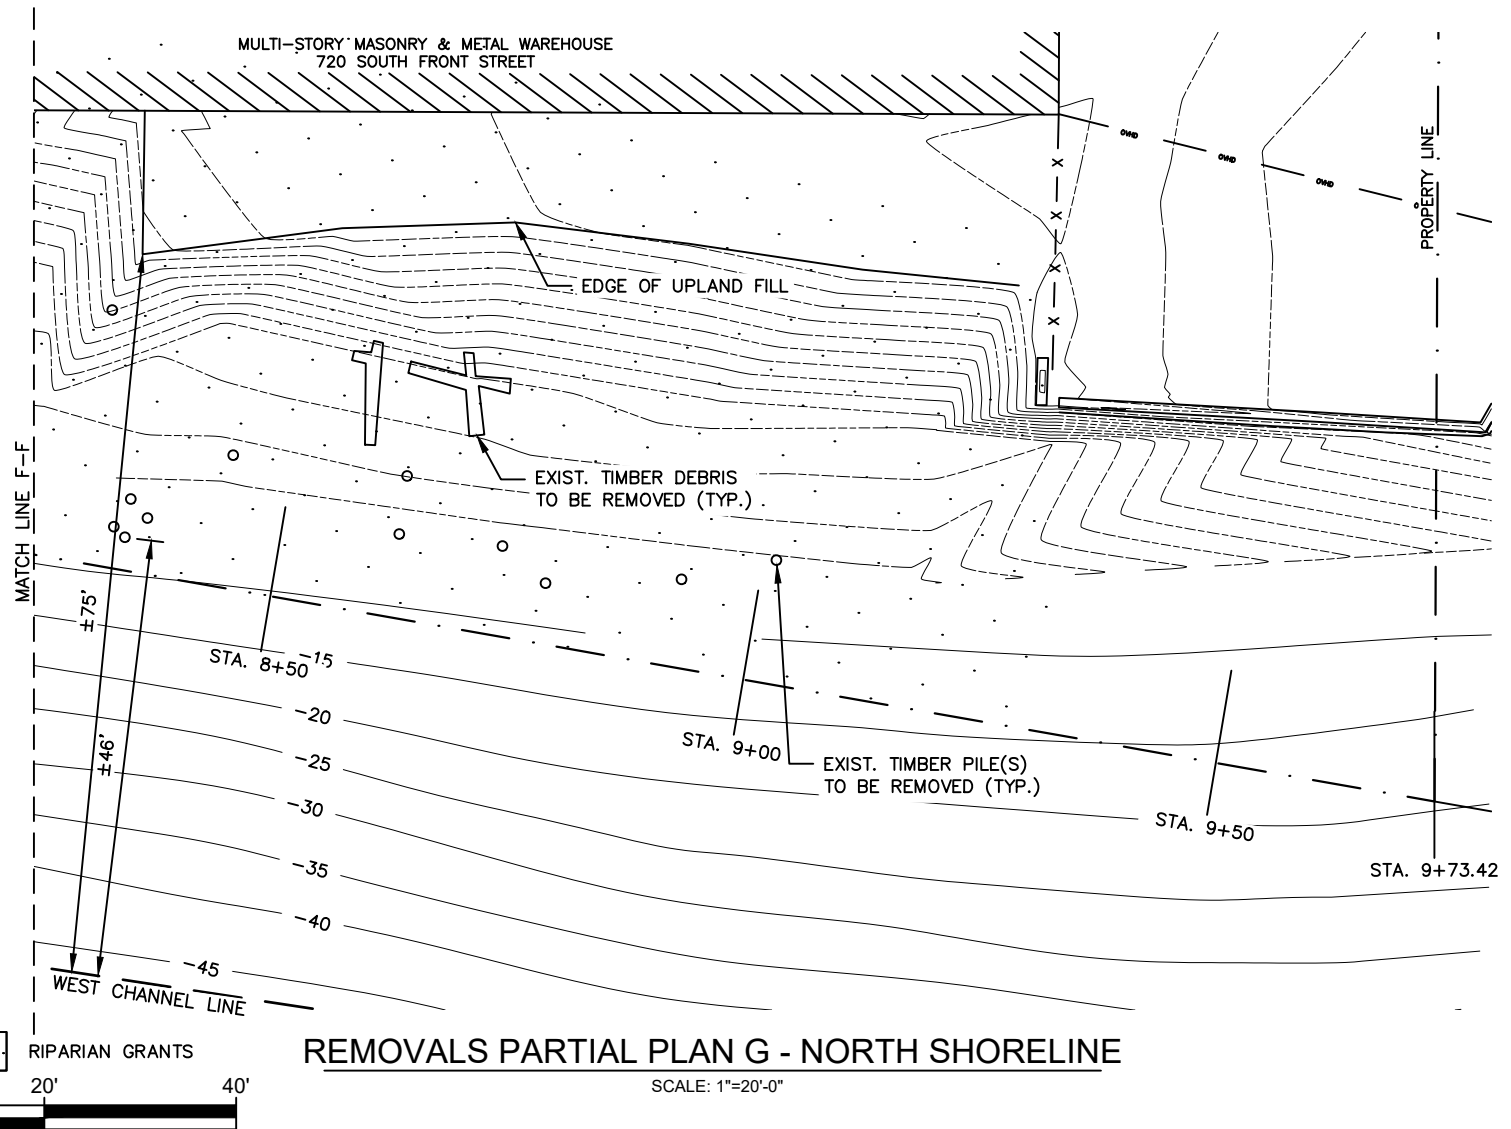 MULTI-STORY MASONRY & METAL WAREHOUSE
720 SOUTH FRONT STREET
OVHD
OVHD
OVHD
O
PROPERTY LINE
X
X
X
X
EDGE OF UPLAND FILL
MATCH LINE F-F
EXIST. TIMBER DEBRIS
TO BE REMOVED (TYP.)
±75'
±46'
STA. 8+50
-15
-20
-25
-30
-35
-40
-45
STA. 9+00
EXIST. TIMBER PILE(S)
TO BE REMOVED (TYP.)
STA. 9+50
STA. 9+73.42
WEST CHANNEL LINE
RIPARIAN GRANTS
REMOVALS PARTIAL PLAN G - NORTH SHORELINE
SCALE: 1"=20'-0"
20' 40'